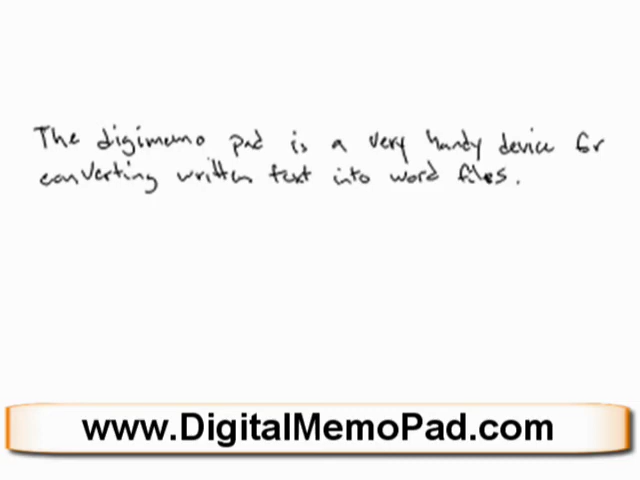 The digimemo pad is a very handy device for
converting written text into word files.
www.DigitalMemoPad.com